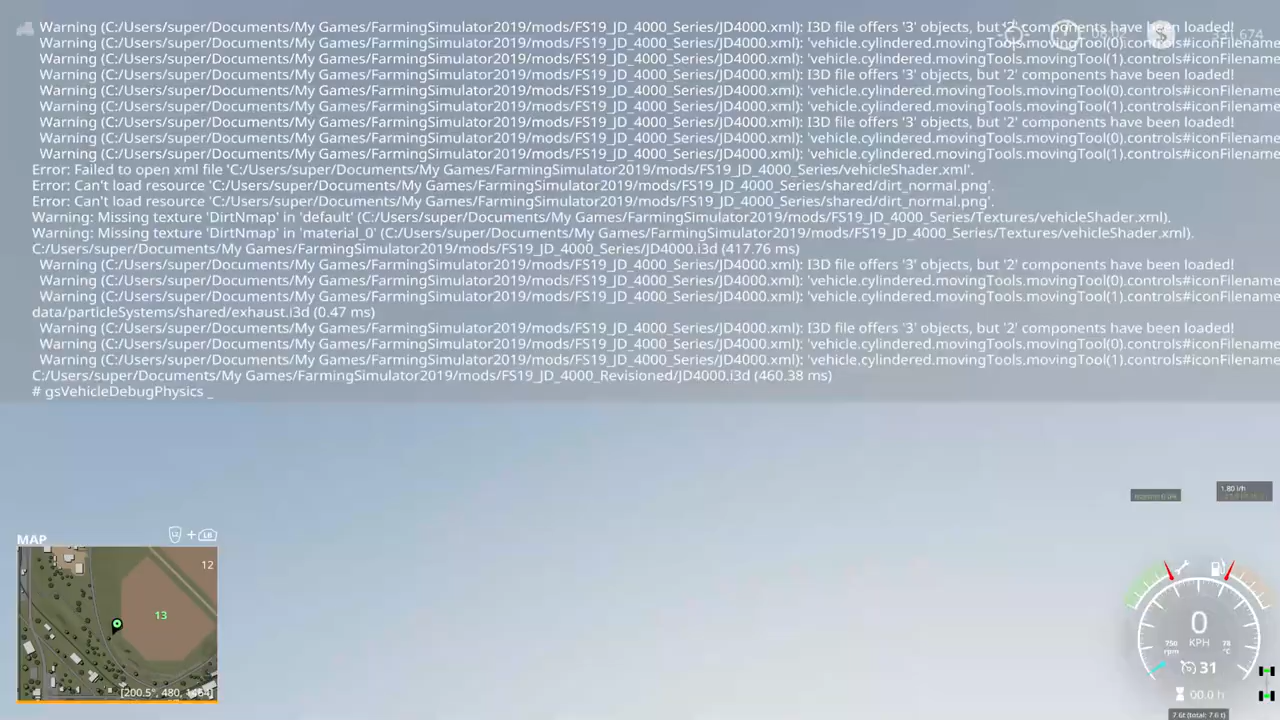 Warning (C:/Users/super/Documents/My Games/FarmingSimulator2019/mods/FS19_JD_4000_Series/JD4000.xml): I3D file offers '3' objects, but '2' components have been loaded!
Warning (C:/Users/super/Documents/My Games/FarmingSimulator2019/mods/FS19_JD_4000_Series/JD4000.xml): 'vehicle.cylindered.movingTools.movingTool(0).controls#iconFilename
Warning (C:/Users/super/Documents/My Games/FarmingSimulator2019/mods/FS19_JD_4000_Series/JD4000.xml): 'vehicle.cylindered.movingTools.movingTool(1).controls#iconFilename
Warning (C:/Users/super/Documents/My Games/FarmingSimulator2019/mods/FS19_JD_4000_Series/JD4000.xml): I3D file offers '3' objects, but '2' components have been loaded!
Warning (C:/Users/super/Documents/My Games/FarmingSimulator2019/mods/FS19_JD_4000_Series/JD4000.xml): 'vehicle.cylindered.movingTools.movingTool(0).controls#iconFilename
Warning (C:/Users/super/Documents/My Games/FarmingSimulator2019/mods/FS19_JD_4000_Series/JD4000.xml): 'vehicle.cylindered.movingTools.movingTool(1).controls#iconFilename
Warning (C:/Users/super/Documents/My Games/FarmingSimulator2019/mods/FS19_JD_4000_Series/JD4000.xml): I3D file offers '3' objects, but '2' components have been loaded!
Warning (C:/Users/super/Documents/My Games/FarmingSimulator2019/mods/FS19_JD_4000_Series/JD4000.xml): 'vehicle.cylindered.movingTools.movingTool(0).controls#iconFilename
Warning (C:/Users/super/Documents/My Games/FarmingSimulator2019/mods/FS19_JD_4000_Series/JD4000.xml): 'vehicle.cylindered.movingTools.movingTool(1).controls#iconFilename
Error: Failed to open xml file 'C:/Users/super/Documents/My Games/FarmingSimulator2019/mods/FS19_JD_4000_Series/vehicleShader.xml'.
Error: Can't load resource 'C:/Users/super/Documents/My Games/FarmingSimulator2019/mods/FS19_JD_4000_Series/shared/dirt_normal.png'.
Error: Can't load resource 'C:/Users/super/Documents/My Games/FarmingSimulator2019/mods/FS19_JD_4000_Series/shared/dirt_normal.png'.
Warning: Missing texture 'DirtNmap' in 'default' (C:/Users/super/Documents/My Games/FarmingSimulator2019/mods/FS19_JD_4000_Series/Textures/vehicleShader.xml).
Warning: Missing texture 'DirtNmap' in 'material_0' (C:/Users/super/Documents/My Games/FarmingSimulator2019/mods/FS19_JD_4000_Series/Textures/vehicleShader.xml).
C:/Users/super/Documents/My Games/FarmingSimulator2019/mods/FS19_JD_4000_Series/JD4000.i3d (417.76 ms)
Warning (C:/Users/super/Documents/My Games/FarmingSimulator2019/mods/FS19_JD_4000_Series/JD4000.xml): I3D file offers '3' objects, but '2' components have been loaded!
Warning (C:/Users/super/Documents/My Games/FarmingSimulator2019/mods/FS19_JD_4000_Series/JD4000.xml): 'vehicle.cylindered.movingTools.movingTool(0).controls#iconFilename
Warning (C:/Users/super/Documents/My Games/FarmingSimulator2019/mods/FS19_JD_4000_Series/JD4000.xml): 'vehicle.cylindered.movingTools.movingTool(1).controls#iconFilename
data/particleSystems/shared/exhaust.i3d (0.47 ms)
Warning (C:/Users/super/Documents/My Games/FarmingSimulator2019/mods/FS19_JD_4000_Series/JD4000.xml): I3D file offers '3' objects, but '2' components have been loaded!
Warning (C:/Users/super/Documents/My Games/FarmingSimulator2019/mods/FS19_JD_4000_Series/JD4000.xml): 'vehicle.cylindered.movingTools.movingTool(0).controls#iconFilename
Warning (C:/Users/super/Documents/My Games/FarmingSimulator2019/mods/FS19_JD_4000_Series/JD4000.xml): 'vehicle.cylindered.movingTools.movingTool(1).controls#iconFilename
C:/Users/super/Documents/My Games/FarmingSimulator2019/mods/FS19_JD_4000_Revisioned/JD4000.i3d (460.38 ms)
# gsVehicleDebugPhysics _
1.80 l/h
MAP
L2 + LB
12
13
[200.5°, 480, 1464]
0
KPH
750
rpm
78
°C
31
00.0 h
7.6t (total: 7.6 t)